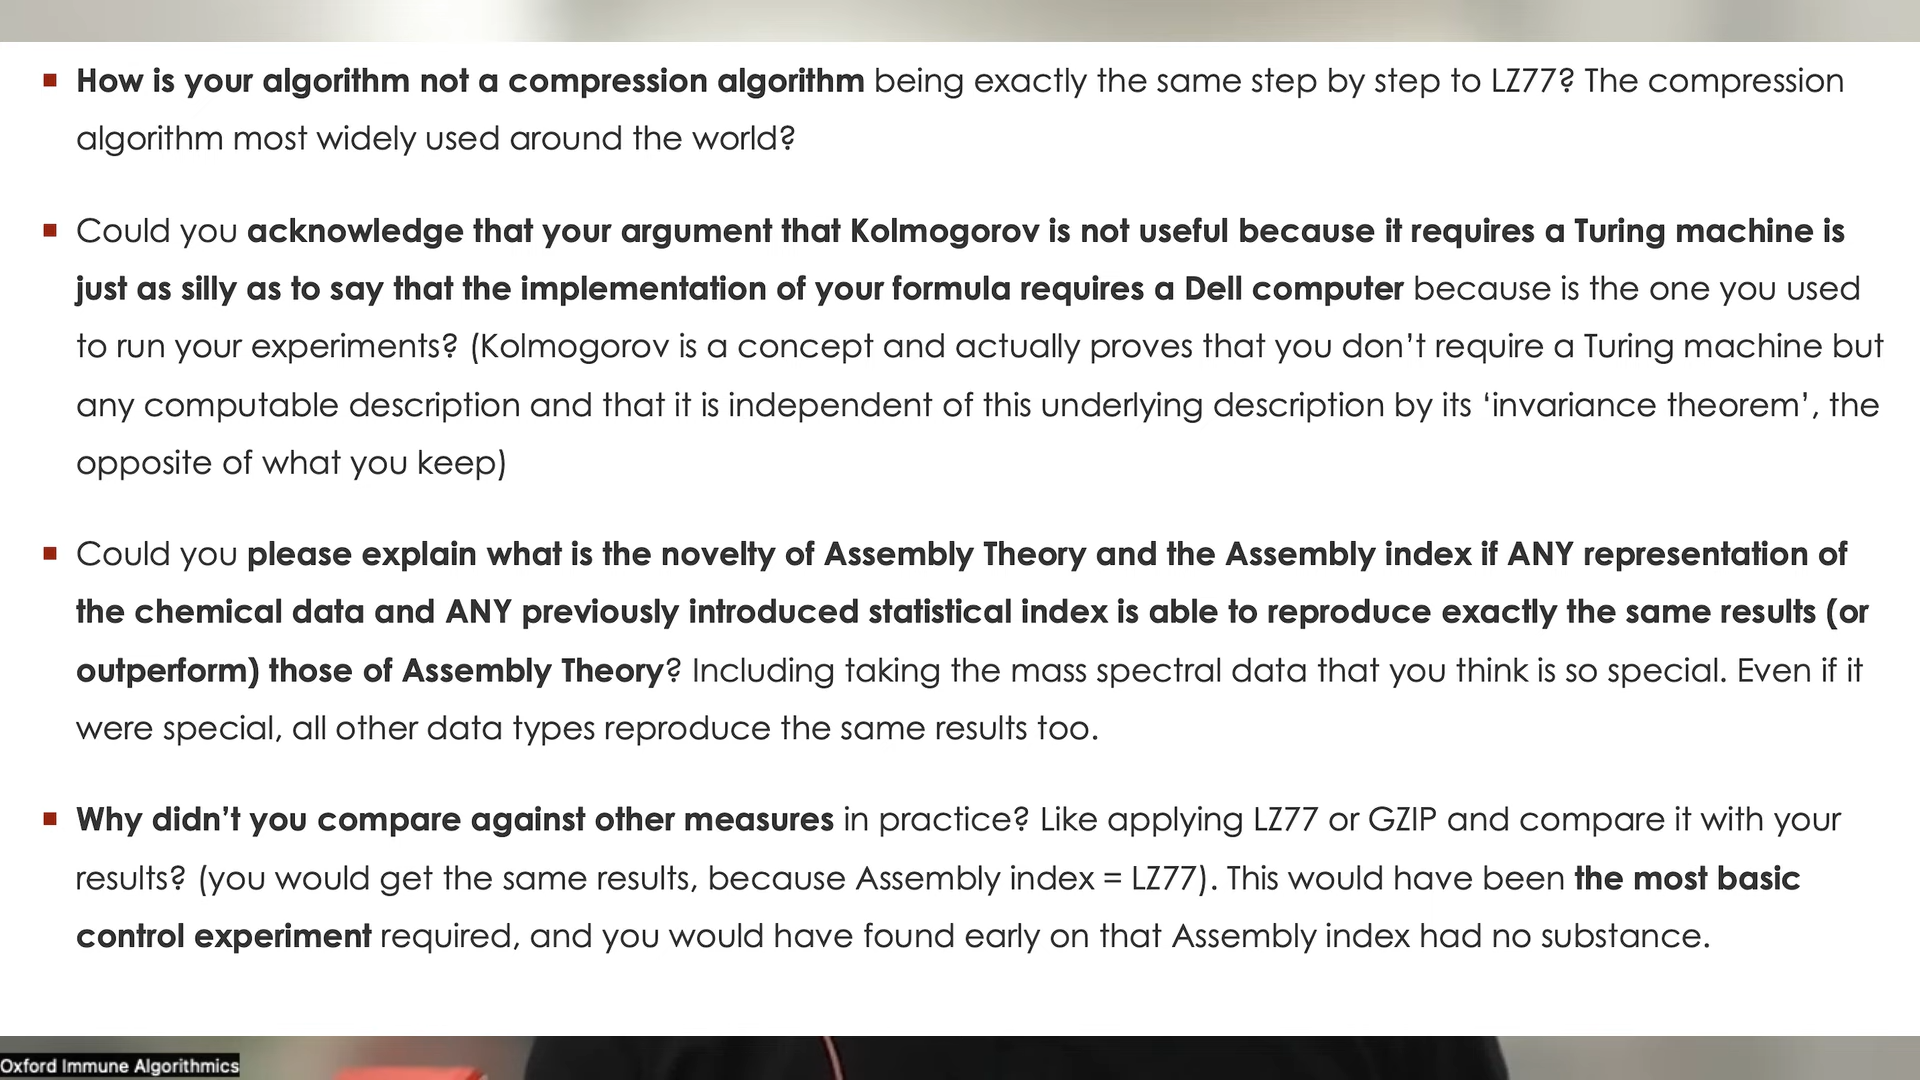 ▪ How is your algorithm not a compression algorithm being exactly the same step by step to LZ77? The compression
algorithm most widely used around the world?
▪ Could you acknowledge that your argument that Kolmogorov is not useful because it requires a Turing machine is
just as silly as to say that the implementation of your formula requires a Dell computer because is the one you used
to run your experiments? (Kolmogorov is a concept and actually proves that you don’t require a Turing machine but
any computable description and that it is independent of this underlying description by its ‘invariance theorem’, the
opposite of what you keep)
▪ Could you please explain what is the novelty of Assembly Theory and the Assembly index if ANY representation of
the chemical data and ANY previously introduced statistical index is able to reproduce exactly the same results (or
outperform) those of Assembly Theory? Including taking the mass spectral data that you think is so special. Even if it
were special, all other data types reproduce the same results too.
▪ Why didn’t you compare against other measures in practice? Like applying LZ77 or GZIP and compare it with your
results? (you would get the same results, because Assembly index = LZ77). This would have been the most basic
control experiment required, and you would have found early on that Assembly index had no substance.
Oxford Immune Algorithmics